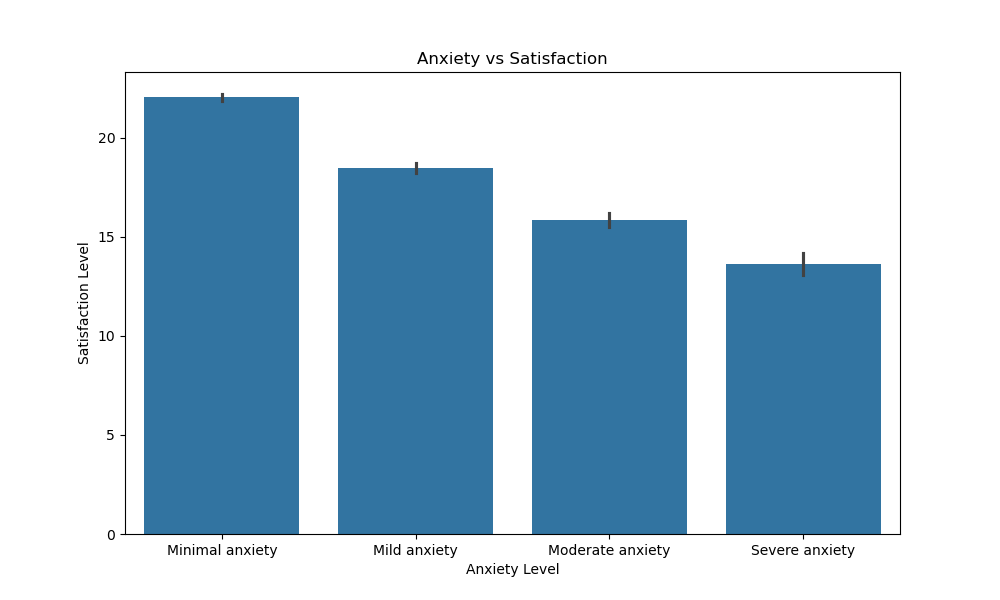 Anxiety vs Satisfaction
Satisfaction Level
20
15
10
5
0
Minimal anxiety
Mild anxiety
Moderate anxiety
Severe anxiety
Anxiety Level